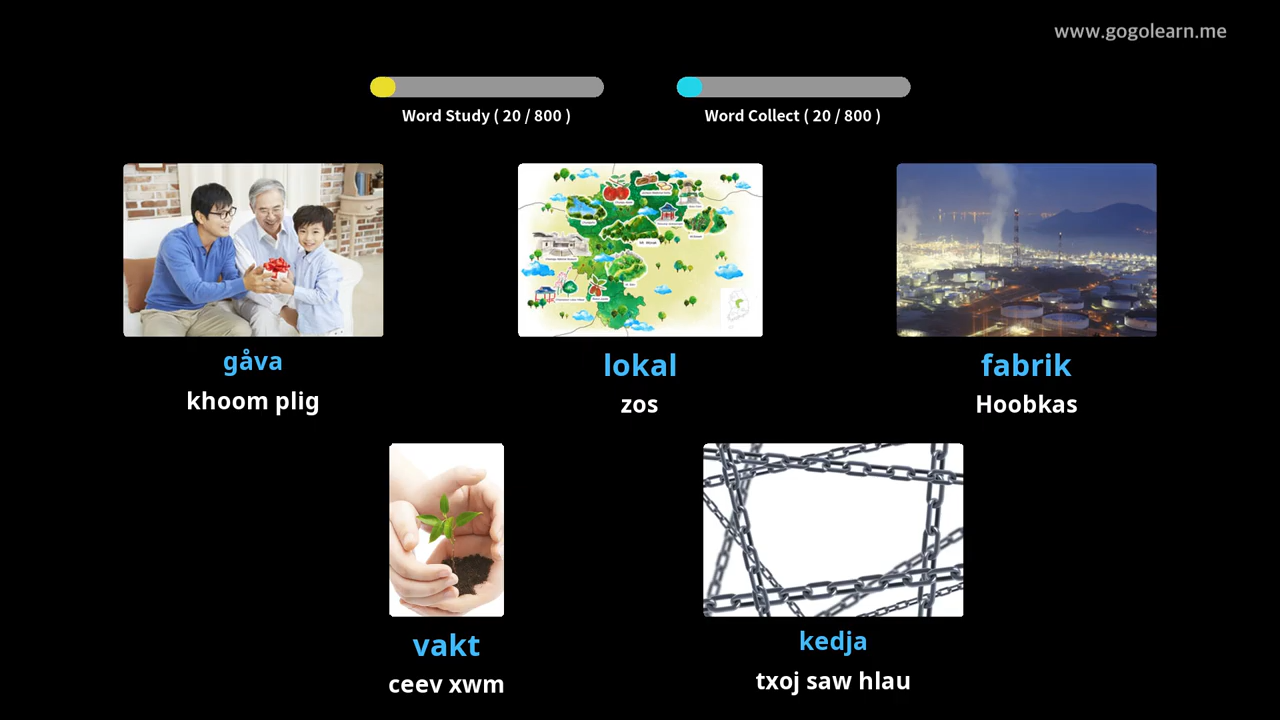 www.gogolearn.me
Word Study ( 20 / 800 )
Word Collect ( 20 / 800 )
gåva
khoom plig
lokal
zos
fabrik
Hoobkas
vakt
ceev xwm
kedja
txoj saw hlau